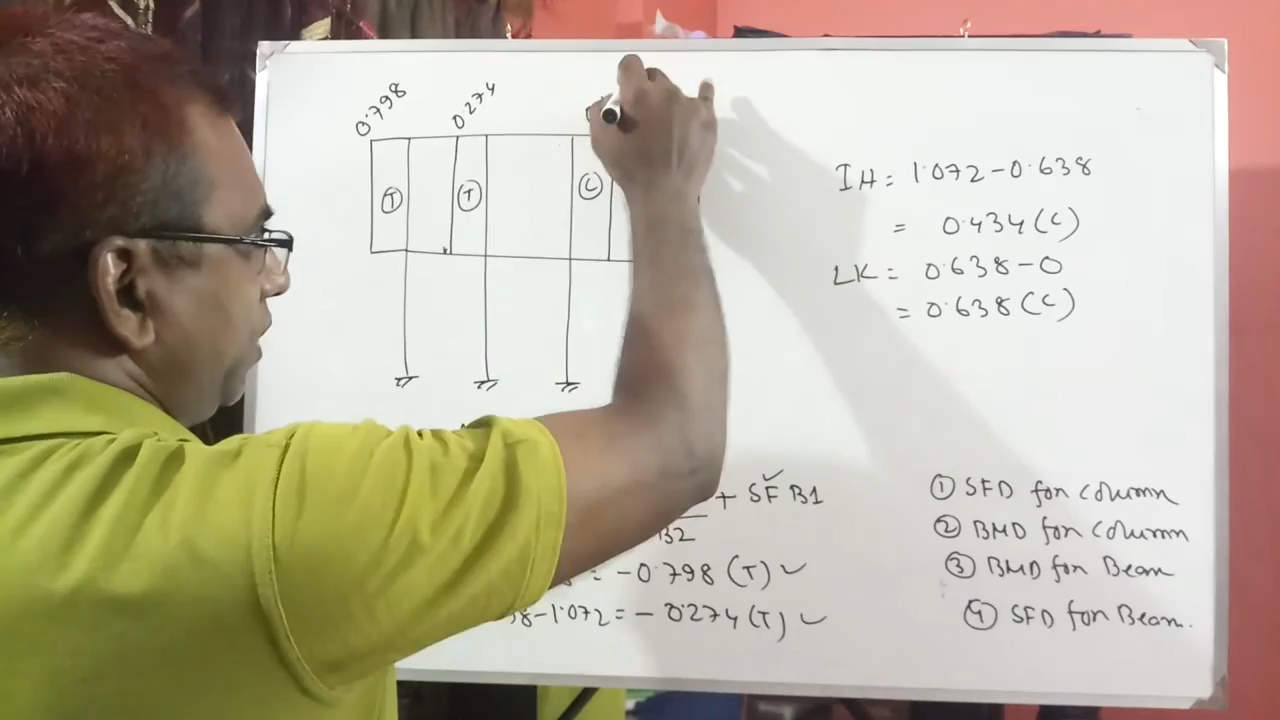 0.798 0.274
T T C
IH = 1.072 - 0.638
= 0.434 (C)
LK = 0.638 - 0
= 0.638 (C)
+ SF B1
B2
= -0.798 (T) ✓
38 - 1.072 = - 0.274 (T) ✓
① SFD for column
② BMD for column
③ BMD for Beam
④ SFD for Beam.